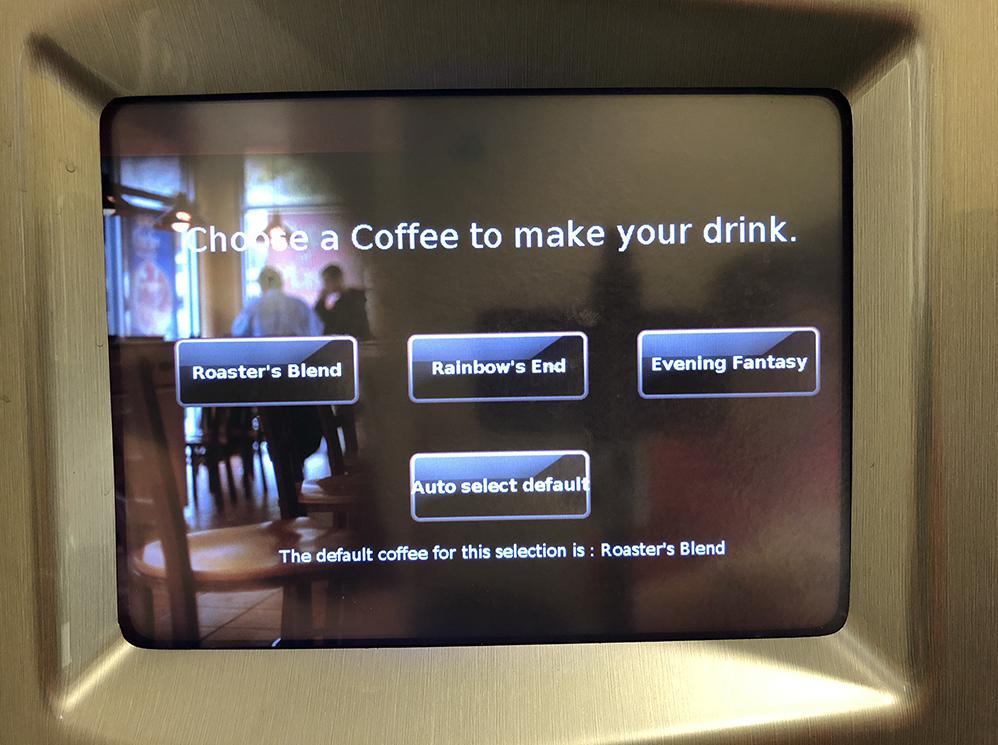 Choose a Coffee to make your drink.
Roaster's Blend
Rainbow's End
Evening Fantasy
Auto select default
The default coffee for this selection is : Roaster's Blend